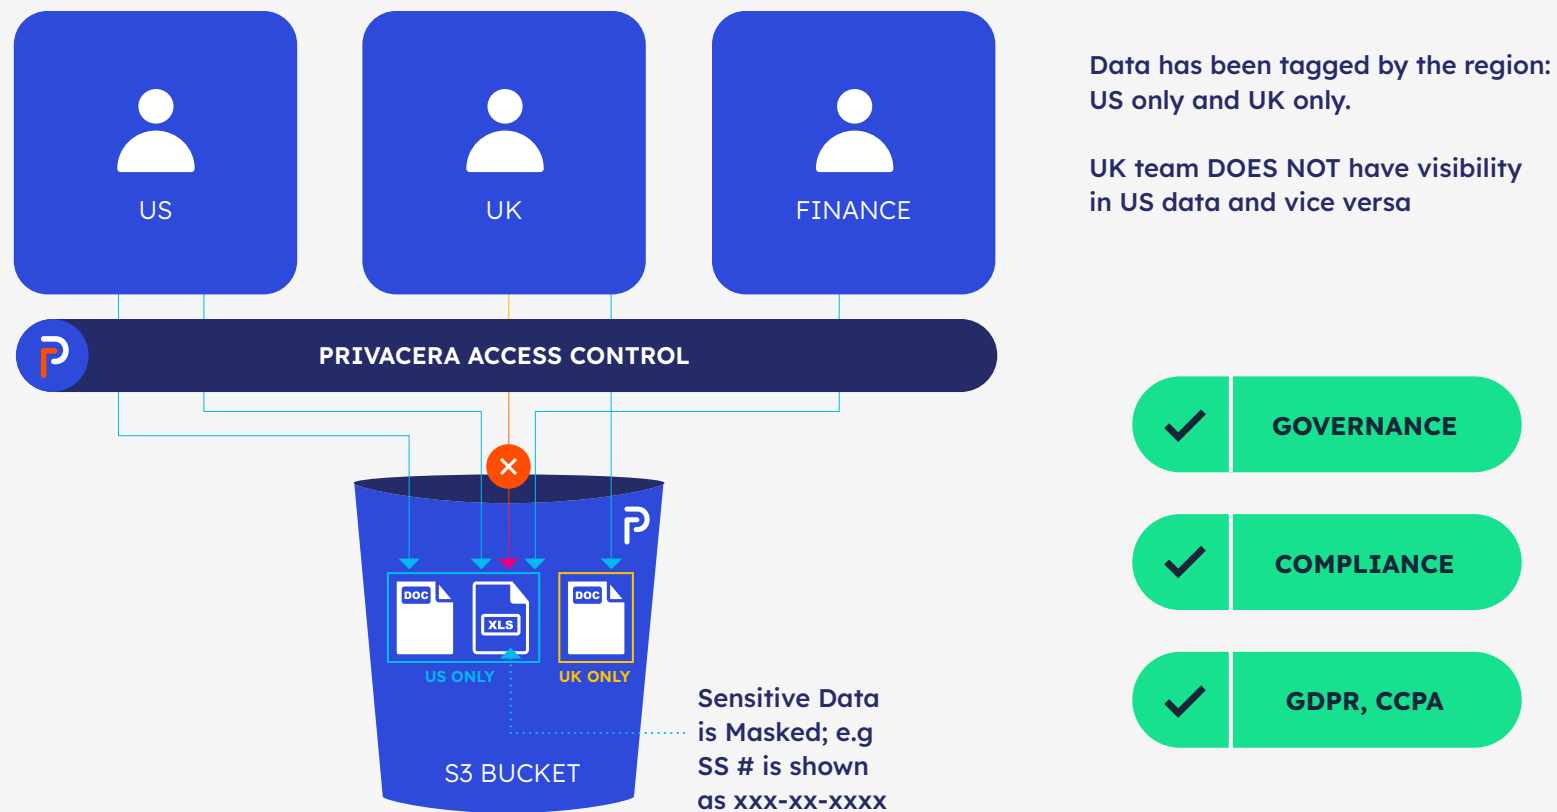 US
UK
FINANCE
Data has been tagged by the region:
US only and UK only.
UK team DOES NOT have visibility
in US data and vice versa
PRIVACERA ACCESS CONTROL
GOVERNANCE
COMPLIANCE
GDPR, CCPA
DOC
XLS
DOC
US ONLY
UK ONLY
S3 BUCKET
Sensitive Data
is Masked; e.g
SS # is shown
as xxx-xx-xxxx